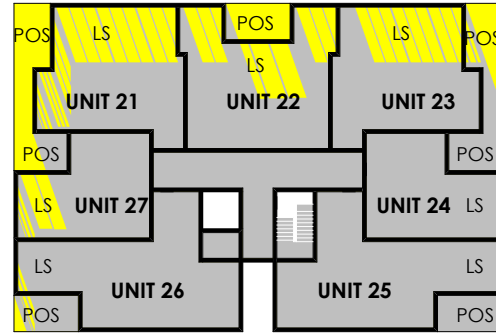 POS
LS
POS
LS
LS
POS
UNIT 21
UNIT 22
UNIT 23
POS
POS
LS
UNIT 27
UNIT 24
LS
LS
LS
UNIT 26
UNIT 25
POS
POS